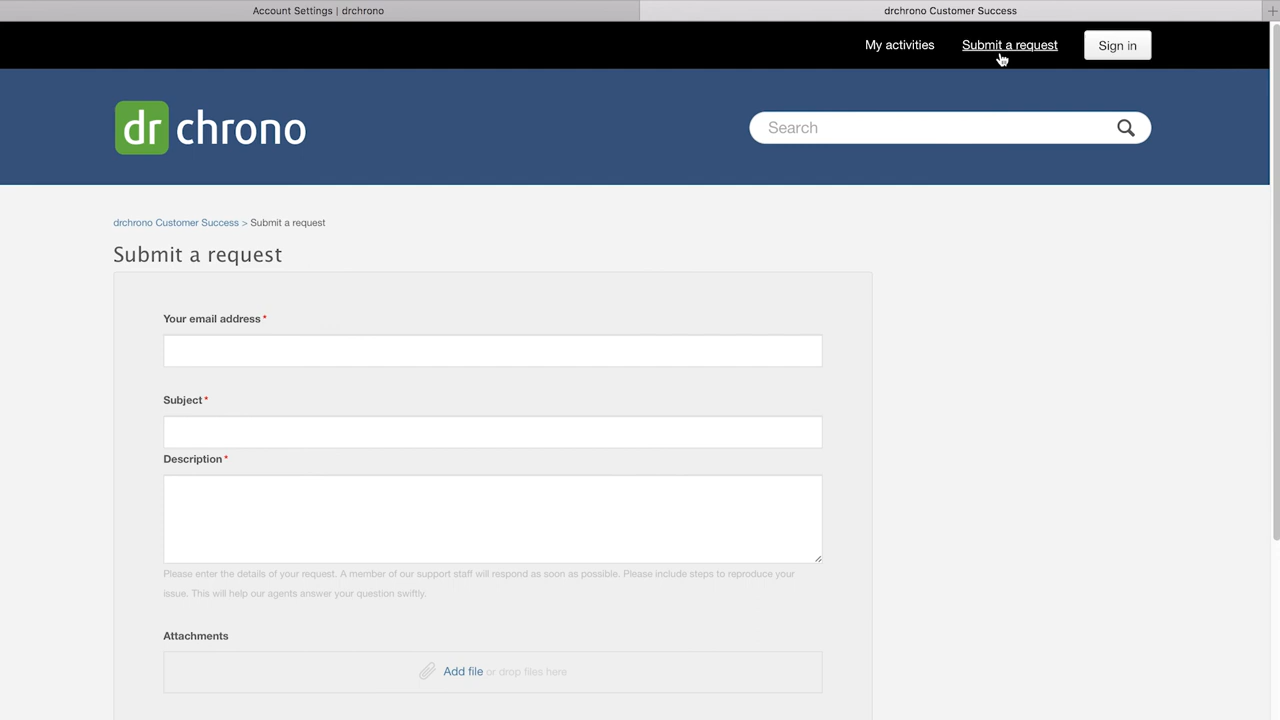 Account Settings | drchrono
drchrono Customer Success
My activities
Submit a request
Sign in
dr chrono
Search
drchrono Customer Success > Submit a request
Submit a request
Your email address *
Subject *
Description *
Please enter the details of your request. A member of our support staff will respond as soon as possible. Please include steps to reproduce your
issue. This will help our agents answer your question swiftly.
Attachments
Add file or drop files here